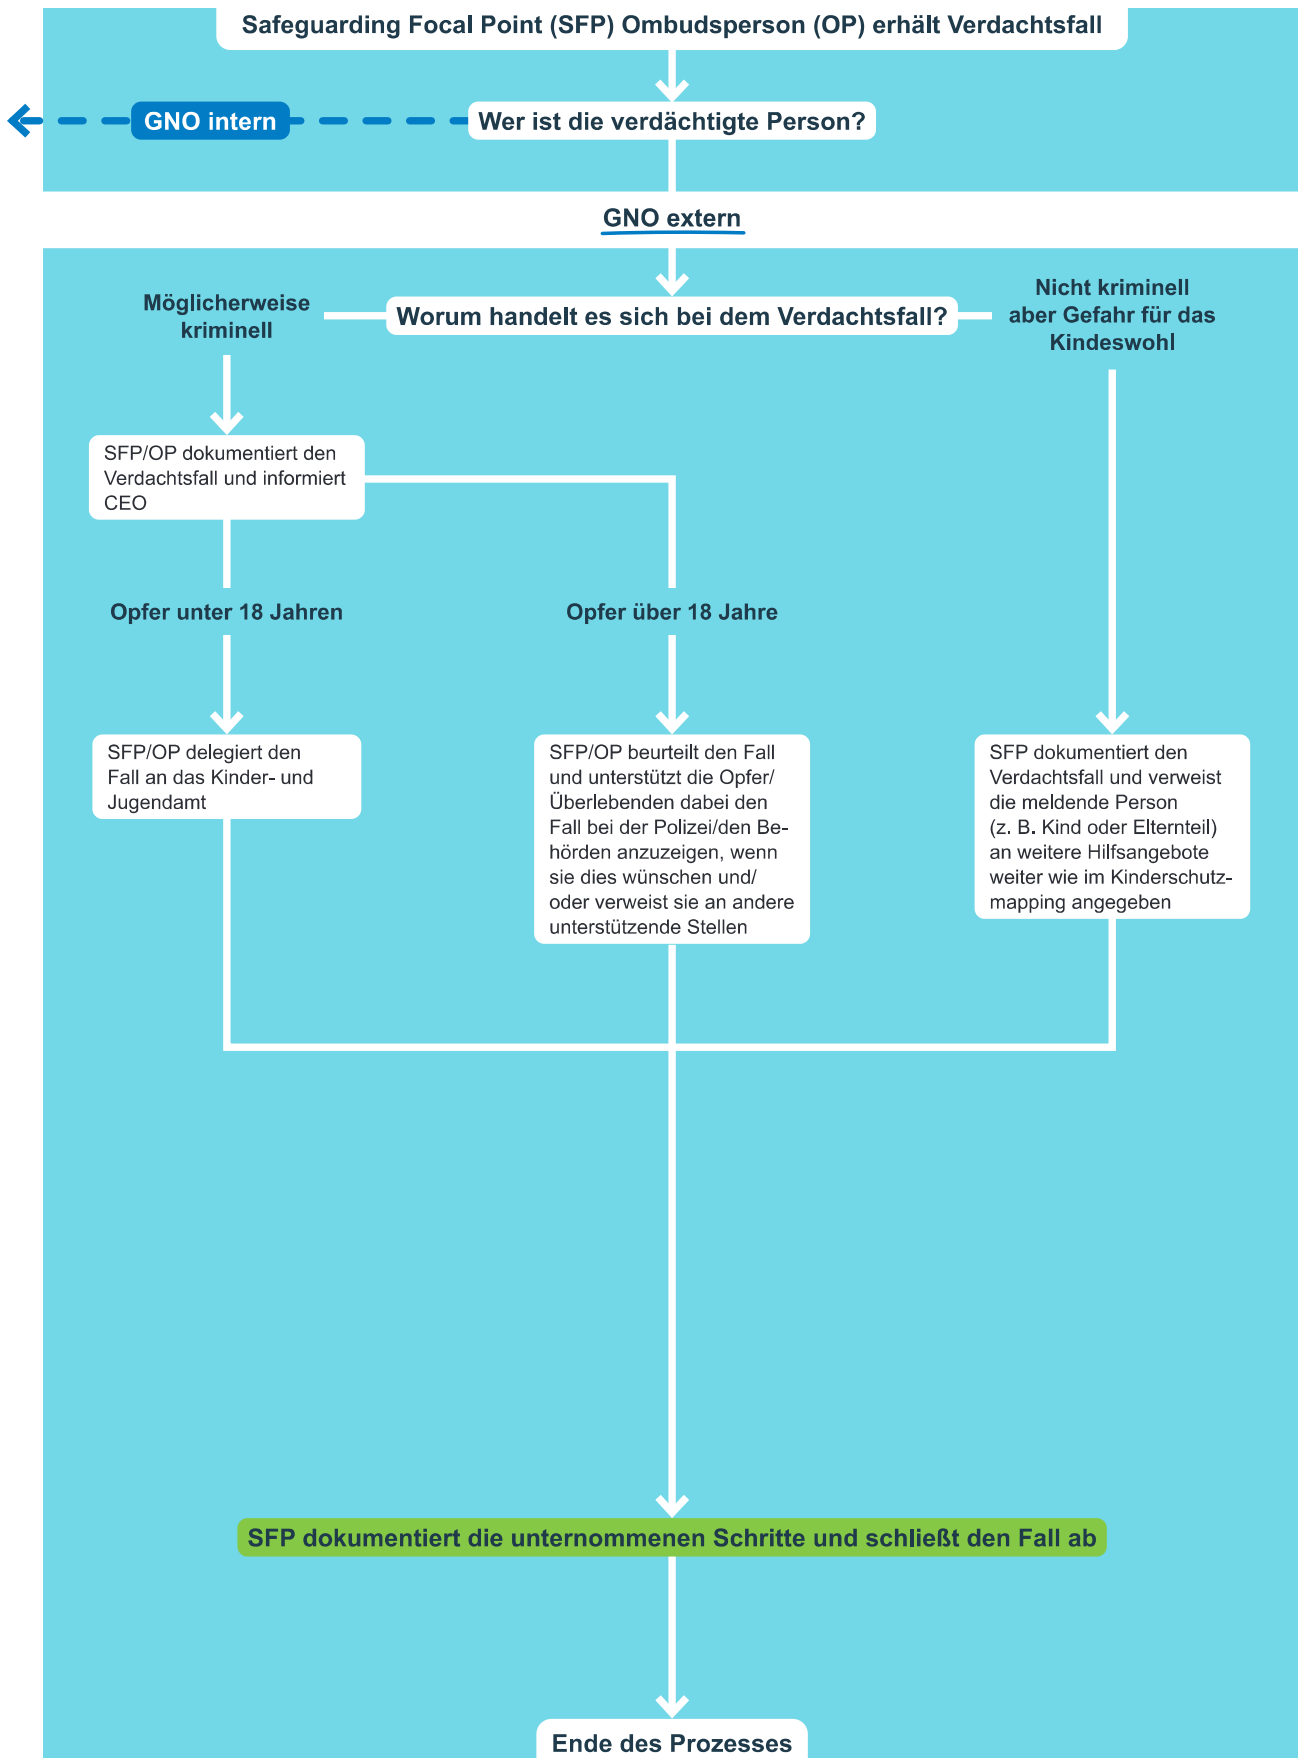 Safeguarding Focal Point (SFP) Ombudsperson (OP) erhält Verdachtsfall
GNO intern
Wer ist die verdächtigte Person?
GNO extern
Möglicherweise
kriminell
Worum handelt es sich bei dem Verdachtsfall?
Nicht kriminell
aber Gefahr für das
Kindeswohl
SFP/OP dokumentiert den
Verdachtsfall und informiert
CEO
Opfer unter 18 Jahren
Opfer über 18 Jahre
SFP/OP delegiert den
Fall an das Kinder- und
Jugendamt
SFP/OP beurteilt den Fall
und unterstützt die Opfer/
Überlebenden dabei den
Fall bei der Polizei/den Be-
hörden anzuzeigen, wenn
sie dies wünschen und/
oder verweist sie an andere
unterstützende Stellen
SFP dokumentiert den
Verdachtsfall und verweist
die meldende Person
(z. B. Kind oder Elternteil)
an weitere Hilfsangebote
weiter wie im Kinderschutz-
mapping angegeben
SFP dokumentiert die unternommenen Schritte und schließt den Fall ab
Ende des Prozesses